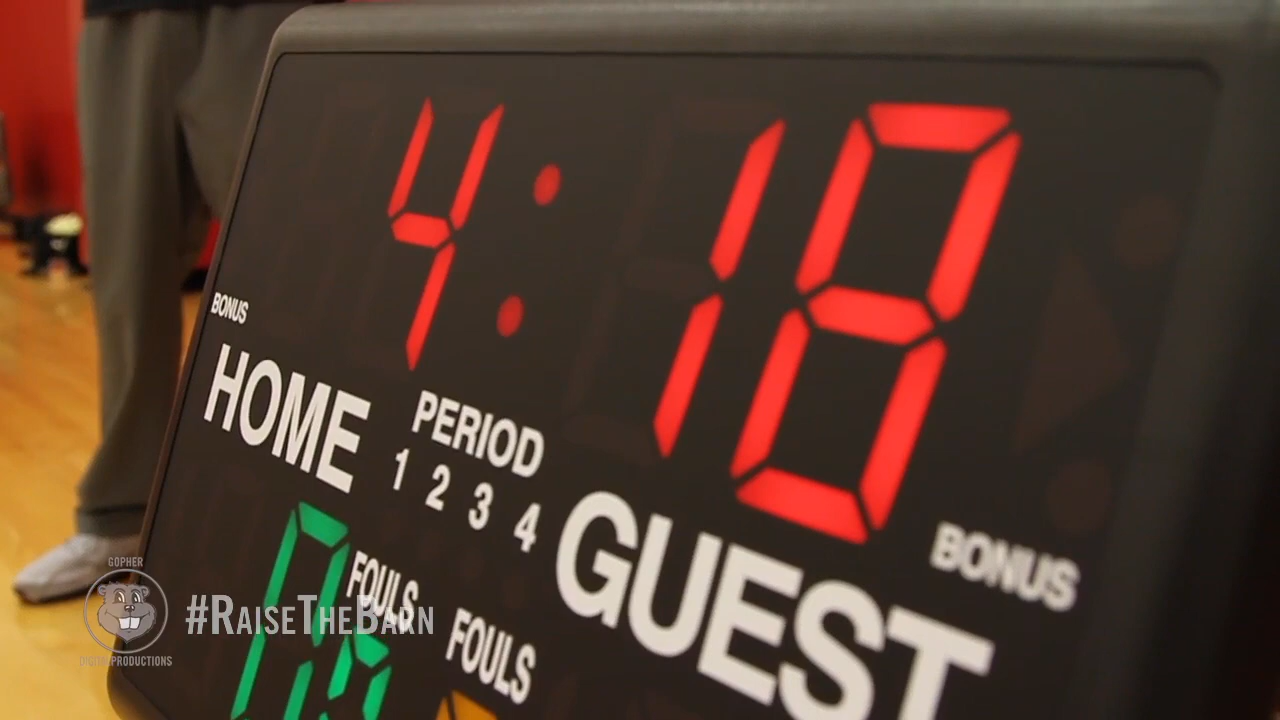 4:18
BONUS
HOME
PERIOD
1 2 3 4
GUEST
BONUS
FOULS
FOULS
GOPHER
DIGITAL PRODUCTIONS
#RAISETHEBARN